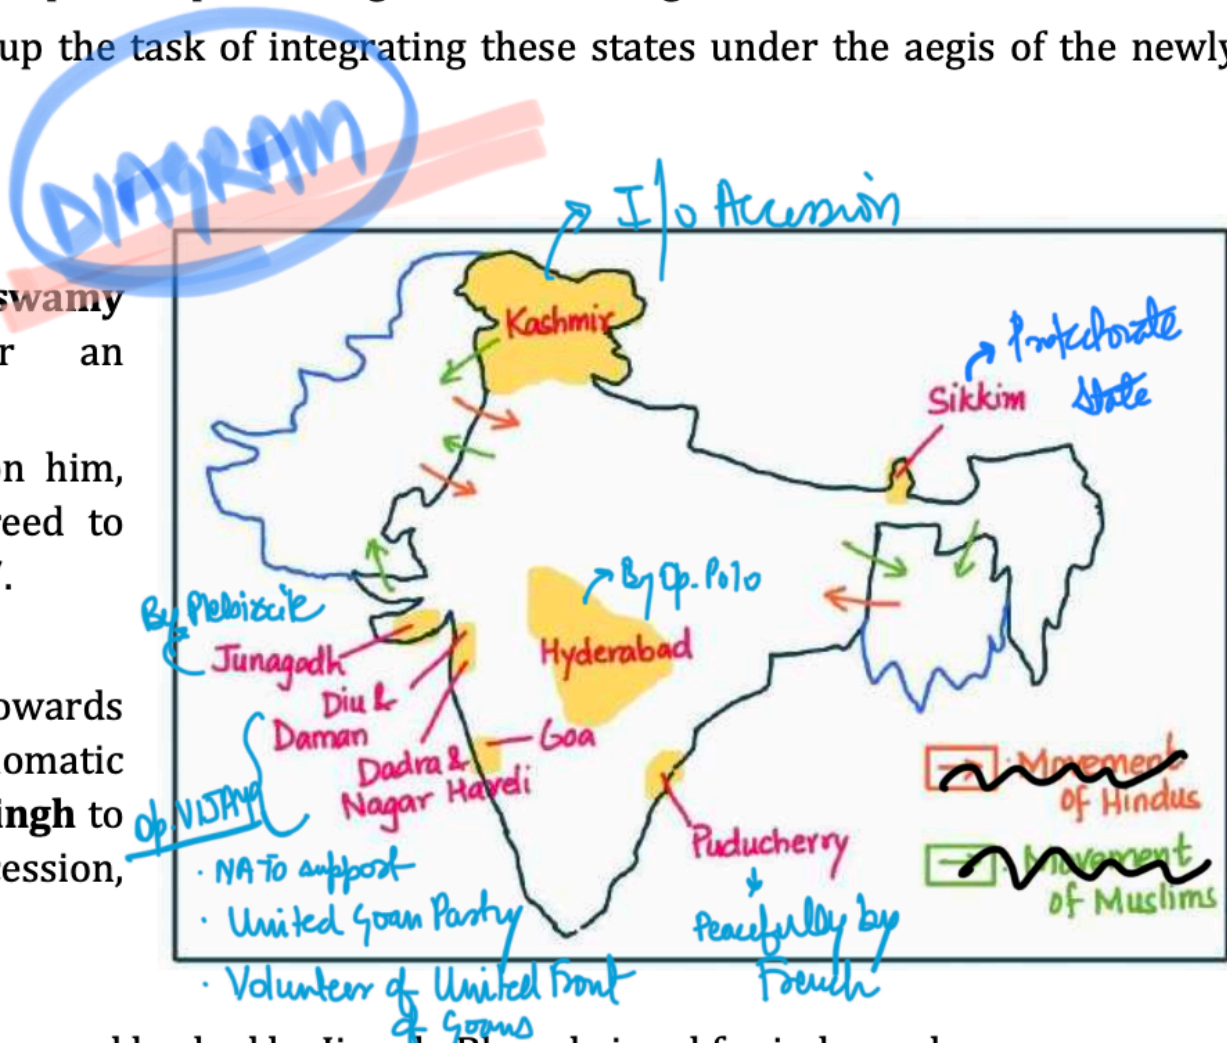 up the task of integrating these states under the aegis of the newly
DIAGRAM
swamy
r an
on him,
reed to
owards
omatic
ingh to
cession,
I/o Accession
Kashmir
Protectorate
State
Sikkim
By Op. Polo
Hyderabad
By Plebiscite
Junagadh
Diu &
Daman
Dadra &
Nagar Haveli
Goa
Op. VIJAY
· NATO support
· United Goan Party
· Volunteer of United Front
of Goans
Puducherry
Peacefully by
French
Movement
of Hindus
Movement
of Muslims